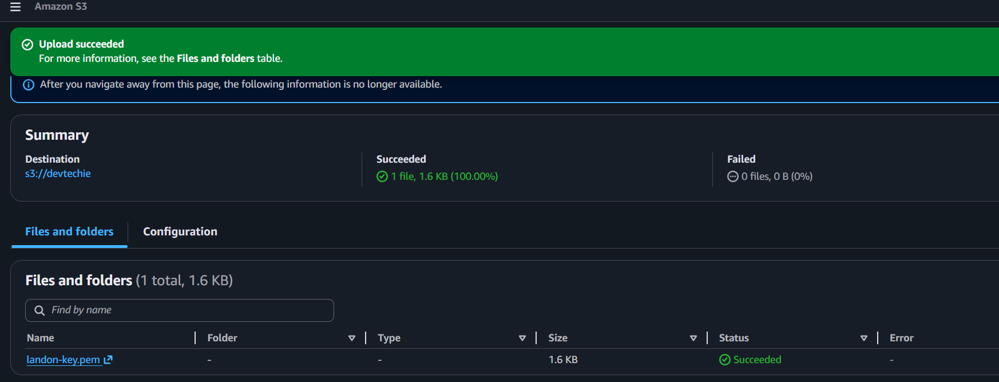 Amazon S3
Upload succeeded
For more information, see the Files and folders table.
After you navigate away from this page, the following information is no longer available.
Summary
Destination
s3://devtechie
Succeeded
1 file, 1.6 KB (100.00%)
Failed
0 files, 0 B (0%)
Files and folders
Configuration
Files and folders (1 total, 1.6 KB)
Find by name
Name Folder Type Size Status Error
landon-key.pem - - 1.6 KB Succeeded -